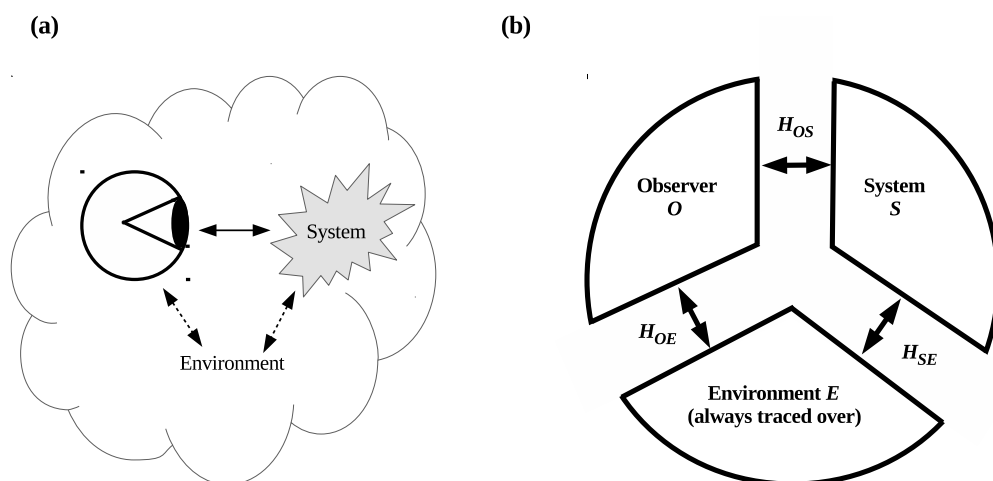 (a)
System
Environment
(b)
H_OS
Observer
O
System
S
H_OE
H_SE
Environment E
(always traced over)